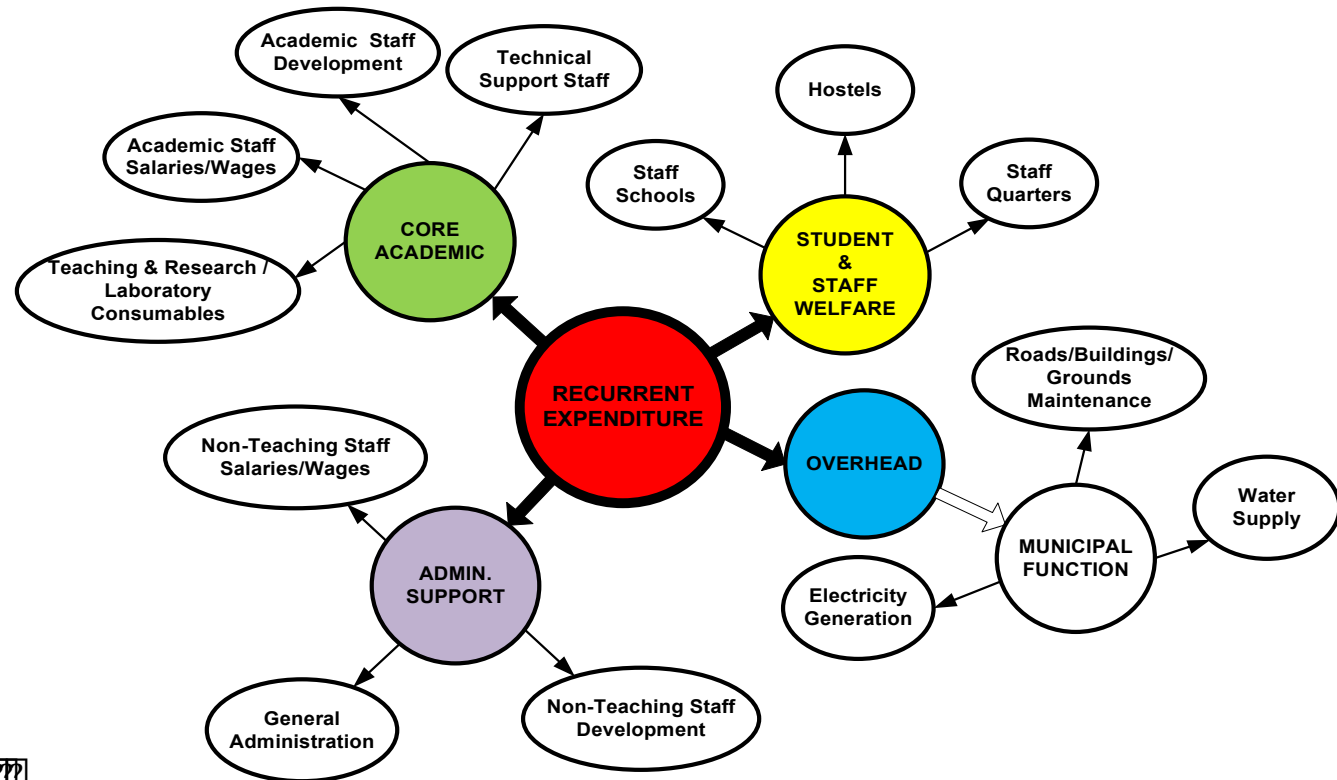 Academic Staff
Development
Technical
Support Staff
Hostels
Academic Staff
Salaries/Wages
Staff
Schools
Staff
Quarters
CORE
ACADEMIC
STUDENT
&
STAFF
WELFARE
Teaching & Research /
Laboratory
Consumables
Roads/Buildings/
Grounds
Maintenance
RECURRENT
EXPENDITURE
Non-Teaching Staff
Salaries/Wages
OVERHEAD
Water
Supply
MUNICIPAL
FUNCTION
ADMIN.
SUPPORT
Electricity
Generation
General
Administration
Non-Teaching Staff
Development